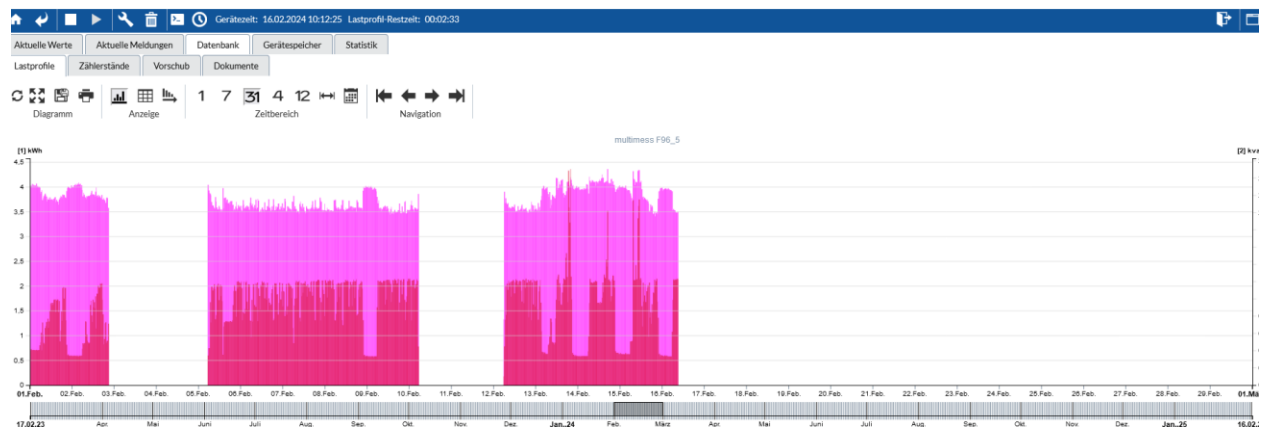 Gerätezeit: 16.02.2024 10:12:25 Lastprofil-Restzeit: 00:02:33
Aktuelle Werte Aktuelle Meldungen Datenbank Gerätespeicher Statistik
Lastprofile Zählerstände Vorschub Dokumente
1 7 31 4 12
Diagramm Anzeige Zeitbereich Navigation
multimess F96_5
[1] kWh [2] kva
4.5
4
3.5
3
2.5
2
1.5
1
0.5
0
01.Feb. 02.Feb. 03.Feb. 04.Feb. 05.Feb. 06.Feb. 07.Feb. 08.Feb. 09.Feb. 10.Feb. 11.Feb. 12.Feb. 13.Feb. 14.Feb. 15.Feb. 16.Feb. 17.Feb. 18.Feb. 19.Feb. 20.Feb. 21.Feb. 22.Feb. 23.Feb. 24.Feb. 25.Feb. 26.Feb. 27.Feb. 28.Feb. 29.Feb. 01.Mä
17.02.23 Apr. Mai Juni Juli Aug. Sep. Okt. Nov. Dez. Jan..24 Feb. März Apr. Mai Juni Juli Aug. Sep. Okt. Nov. Dez. Jan..25 16.02.